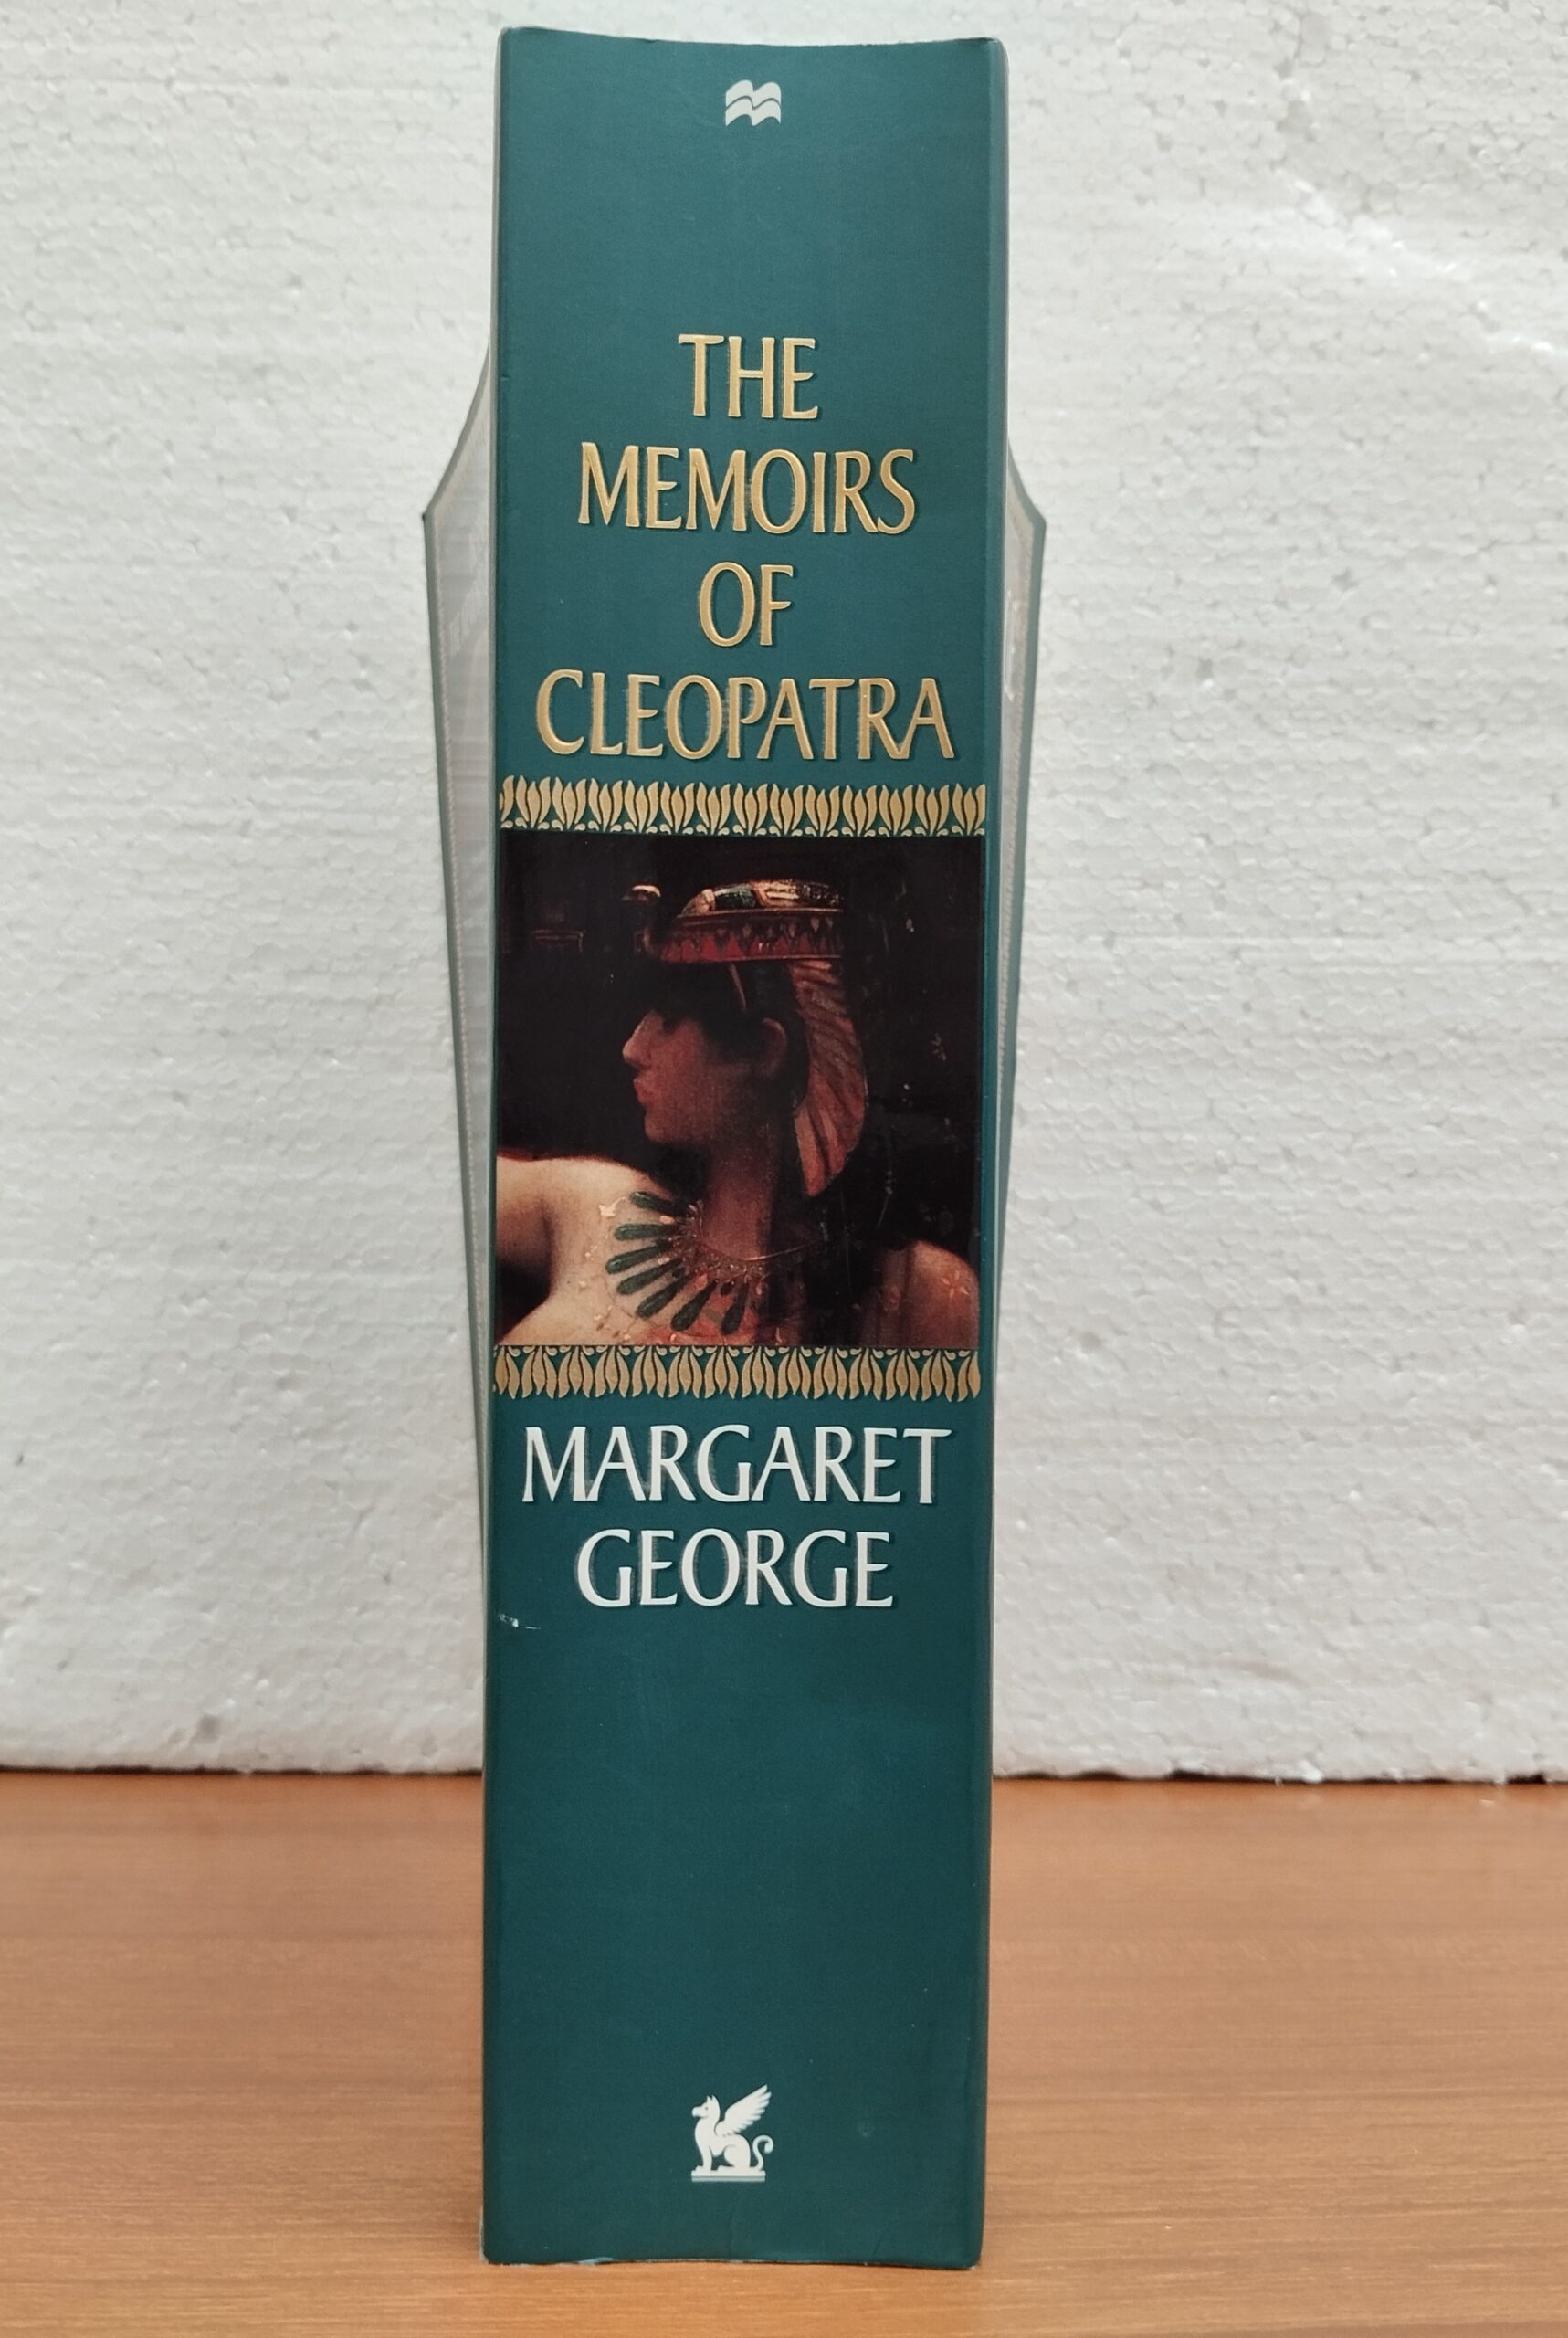 THE
MEMOIRS
OF
CLEOPATRA
MARGARET
GEORGE